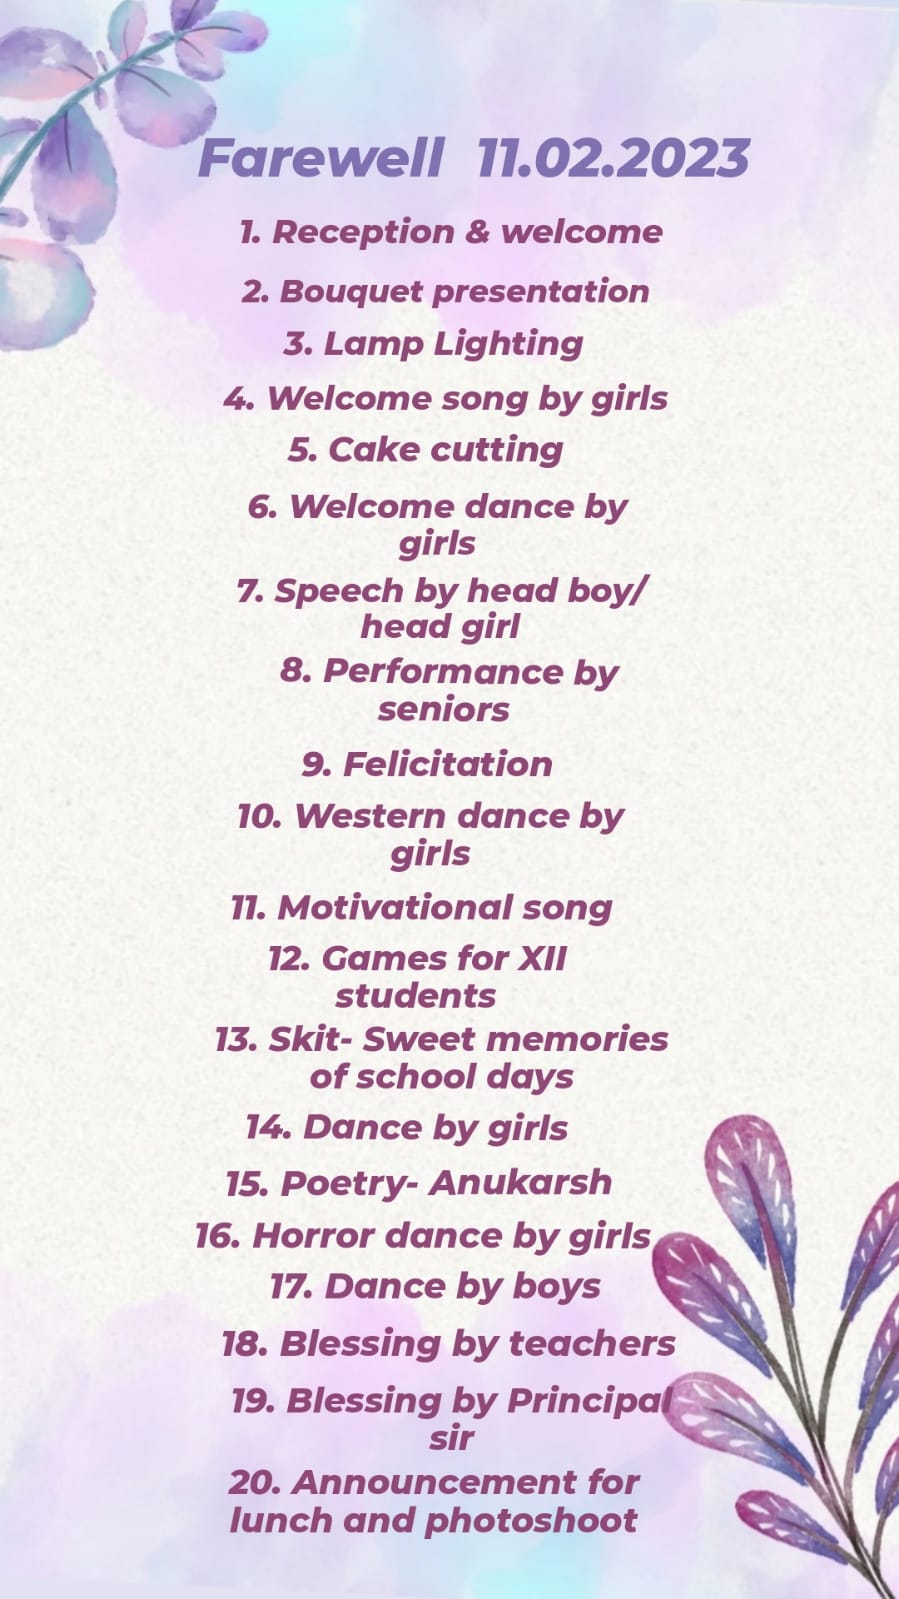 Farewell 11.02.2023
1. Reception & welcome
2. Bouquet presentation
3. Lamp Lighting
4. Welcome song by girls
5. Cake cutting
6. Welcome dance by
girls
7. Speech by head boy/
head girl
8. Performance by
seniors
9. Felicitation
10. Western dance by
girls
11. Motivational song
12. Games for XII
students
13. Skit- Sweet memories
of school days
14. Dance by girls
15. Poetry- Anukarsh
16. Horror dance by girls
17. Dance by boys
18. Blessing by teachers
19. Blessing by Principal
sir
20. Announcement for
lunch and photoshoot